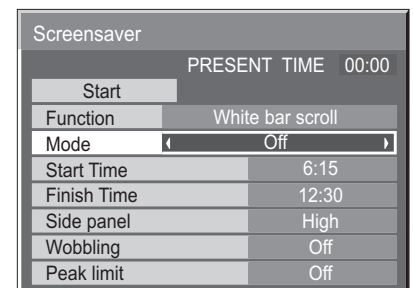 Screensaver
PRESENT TIME 00:00
Start
Function White bar scroll
Mode Off
Start Time 6:15
Finish Time 12:30
Side panel High
Wobbling Off
Peak limit Off